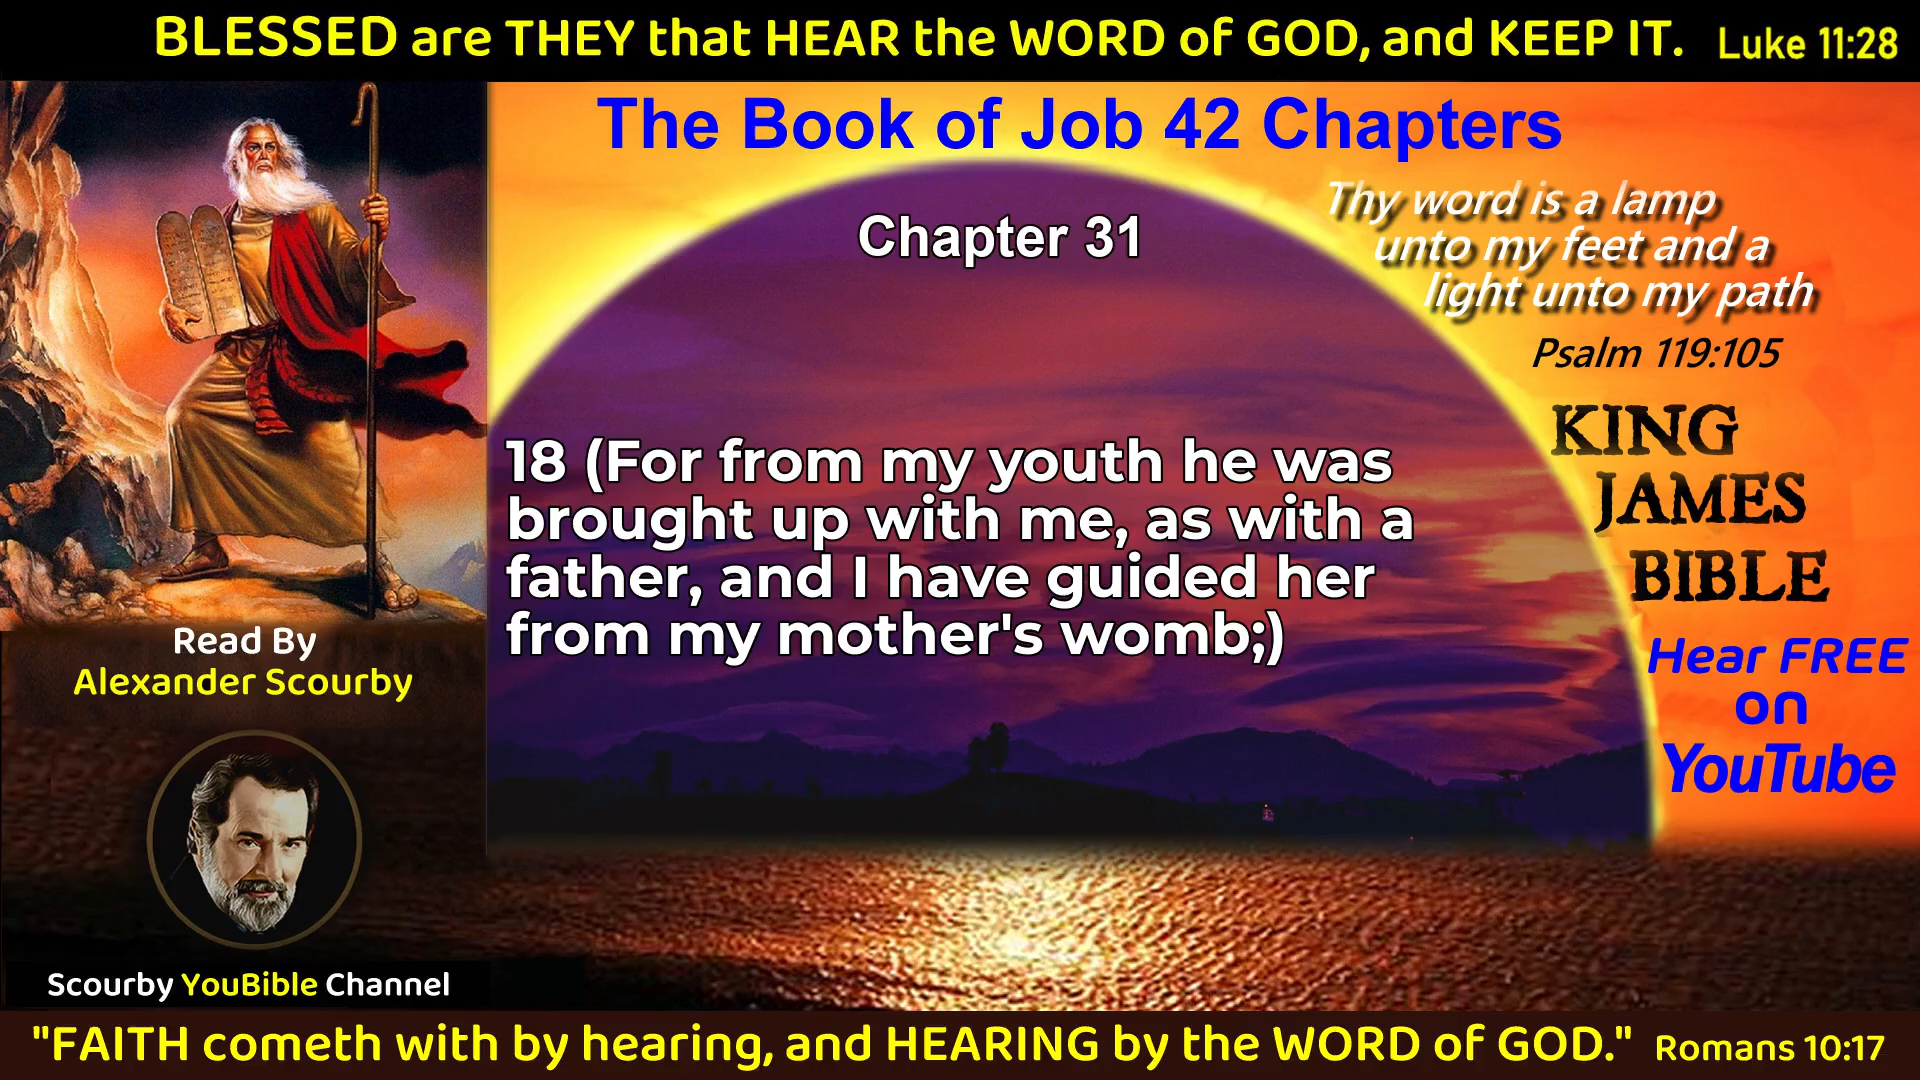 BLESSED are THEY that HEAR the WORD of GOD, and KEEP IT. Luke 11:28
The Book of Job 42 Chapters
Chapter 31
Thy word is a lamp
unto my feet and a
light unto my path
Psalm 119:105
KING
JAMES
BIBLE
18 (For from my youth he was
brought up with me, as with a
father, and I have guided her
from my mother's womb;)
Hear FREE
on
YouTube
Read By
Alexander Scourby
Scourby YouBible Channel
"FAITH cometh with by hearing, and HEARING by the WORD of GOD." Romans 10:17